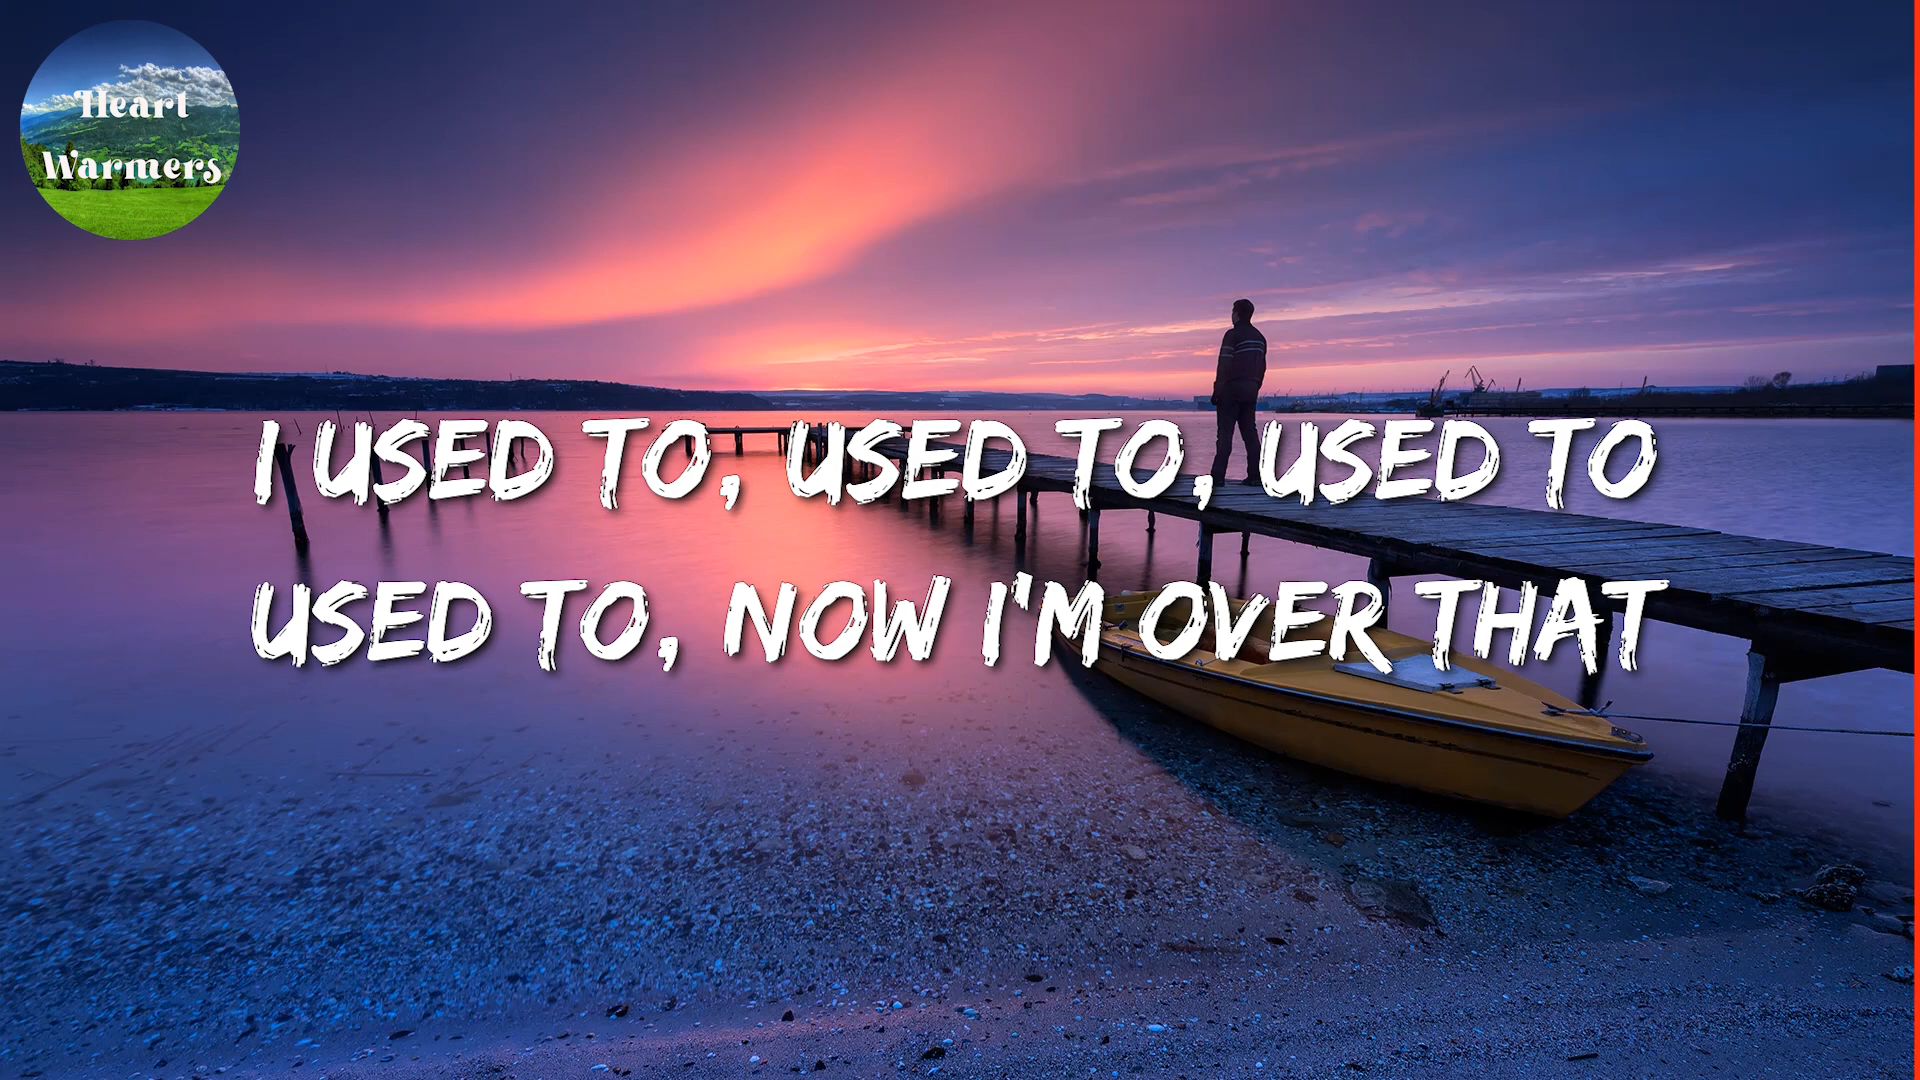 Heart
Warmers
I USED TO, USED TO, USED TO
USED TO, NOW I'M OVER THAT